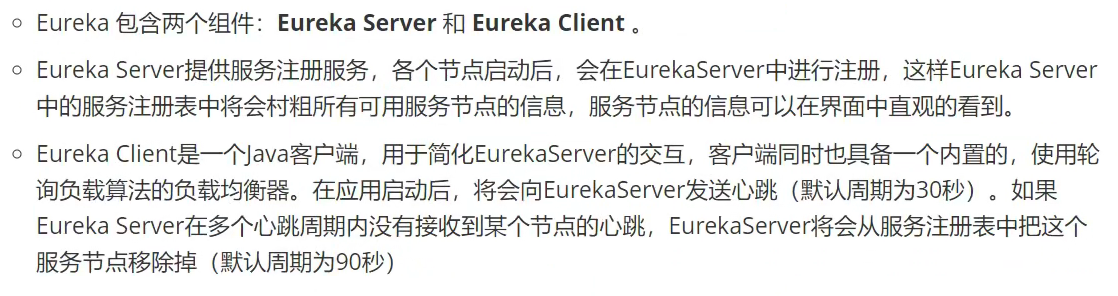 Eureka 包含两个组件：Eureka Server 和 Eureka Client 。
Eureka Server提供服务注册服务，各个节点启动后，会在EurekaServer中进行注册，这样Eureka Server
中的服务注册表中将会村粗所有可用服务节点的信息，服务节点的信息可以在界面中直观的看到。
Eureka Client是一个Java客户端，用于简化EurekaServer的交互，客户端同时也具备一个内置的，使用轮
询负载算法的负载均衡器。在应用启动后，将会向EurekaServer发送心跳（默认周期为30秒）。如果
Eureka Server在多个心跳周期内没有接收到某个节点的心跳，EurekaServer将会从服务注册表中把这个
服务节点移除掉（默认周期为90秒）